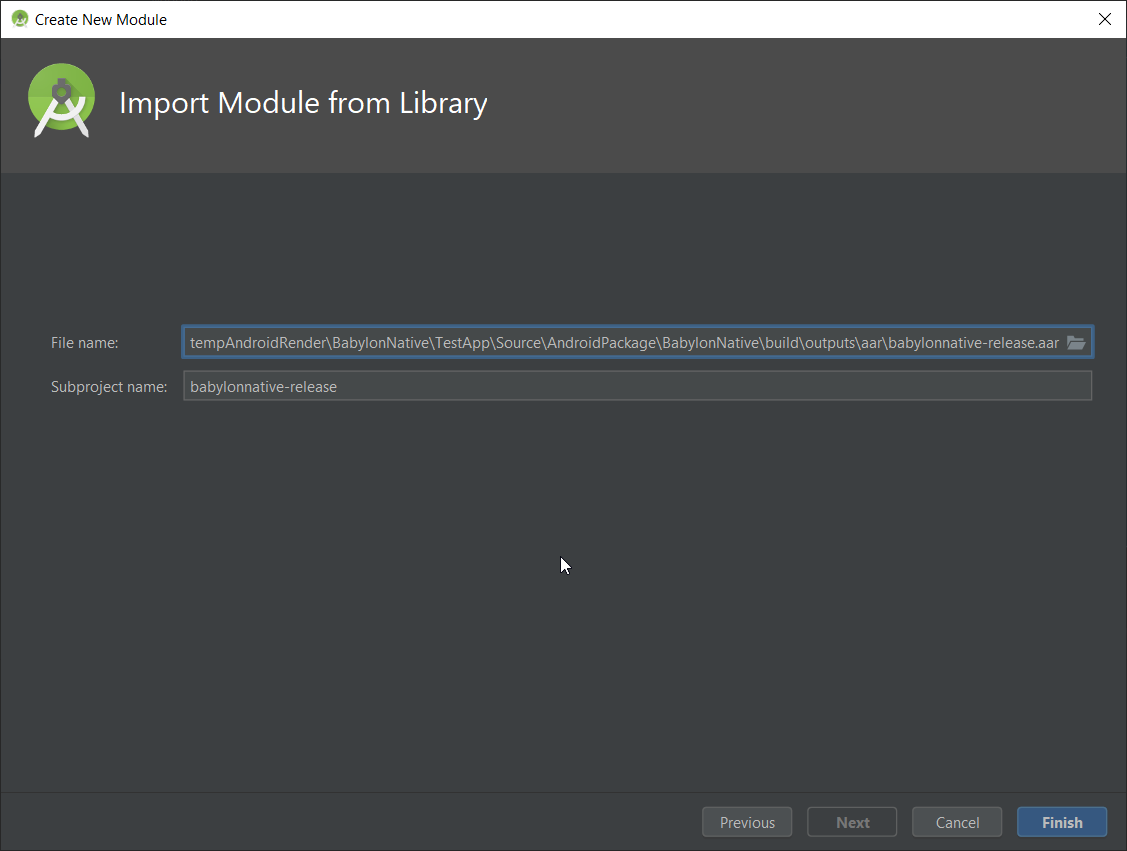 Create New Module
Import Module from Library
File name: tempAndroidRender\BabylonNative\TestApp\Source\AndroidPackage\BabylonNative\build\outputs\aar\babylonnative-release.aar
Subproject name: babylonnative-release
Previous Next Cancel Finish